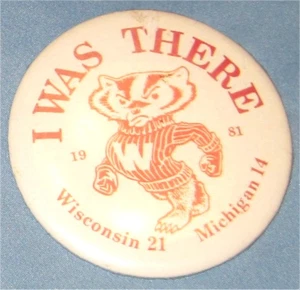 I WAS THERE
19 81
W
Wisconsin 21 Michigan 14